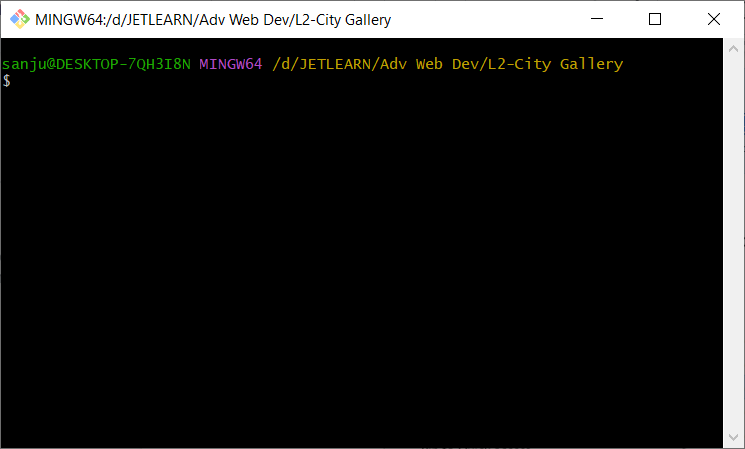 MINGW64:/d/JETLEARN/Adv Web Dev/L2-City Gallery
sanju@DESKTOP-7QH3I8N MINGW64 /d/JETLEARN/Adv Web Dev/L2-City Gallery
$